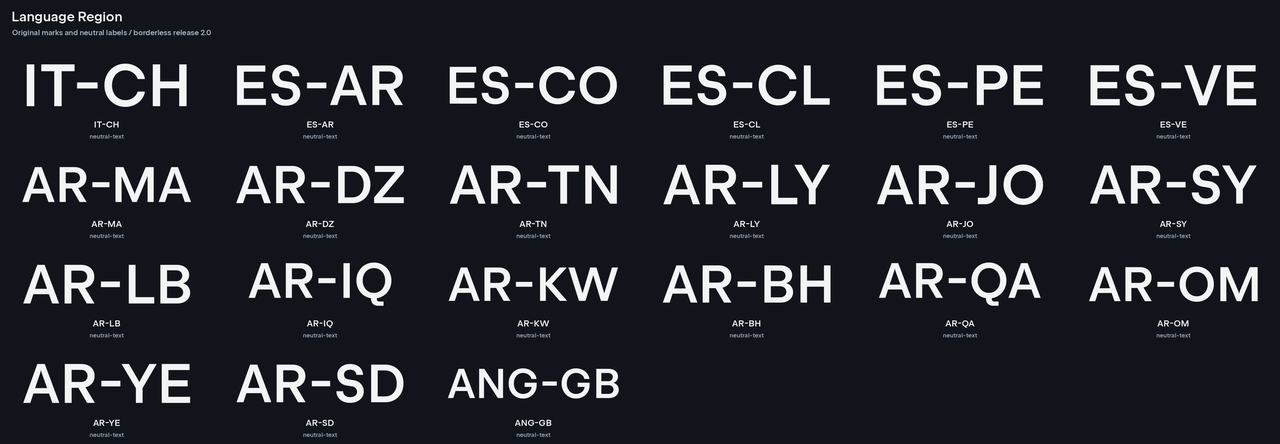 Language Region
Original marks and neutral labels / borderless release 2.0
IT-CH ES-AR ES-CO ES-CL ES-PE ES-VE
IT-CH ES-AR ES-CO ES-CL ES-PE ES-VE
neutral-text neutral-text neutral-text neutral-text neutral-text neutral-text
AR-MA AR-DZ AR-TN AR-LY AR-JO AR-SY
AR-MA AR-DZ AR-TN AR-LY AR-JO AR-SY
neutral-text neutral-text neutral-text neutral-text neutral-text neutral-text
AR-LB AR-IQ AR-KW AR-BH AR-QA AR-OM
AR-LB AR-IQ AR-KW AR-BH AR-QA AR-OM
neutral-text neutral-text neutral-text neutral-text neutral-text neutral-text
AR-YE AR-SD ANG-GB
AR-YE AR-SD ANG-GB
neutral-text neutral-text neutral-text